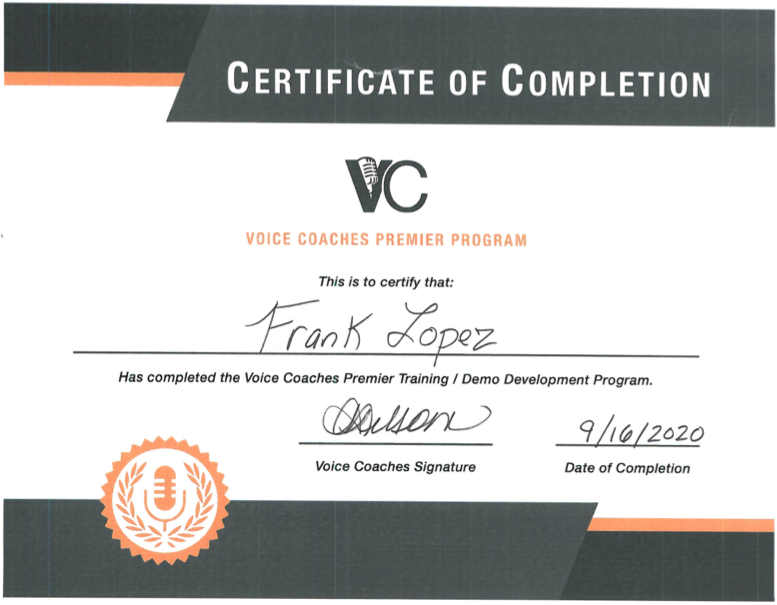 CERTIFICATE OF COMPLETION
VC
VOICE COACHES PREMIER PROGRAM
This is to certify that:
Frank Lopez
Has completed the Voice Coaches Premier Training / Demo Development Program.
9/16/2020
Voice Coaches Signature
Date of Completion